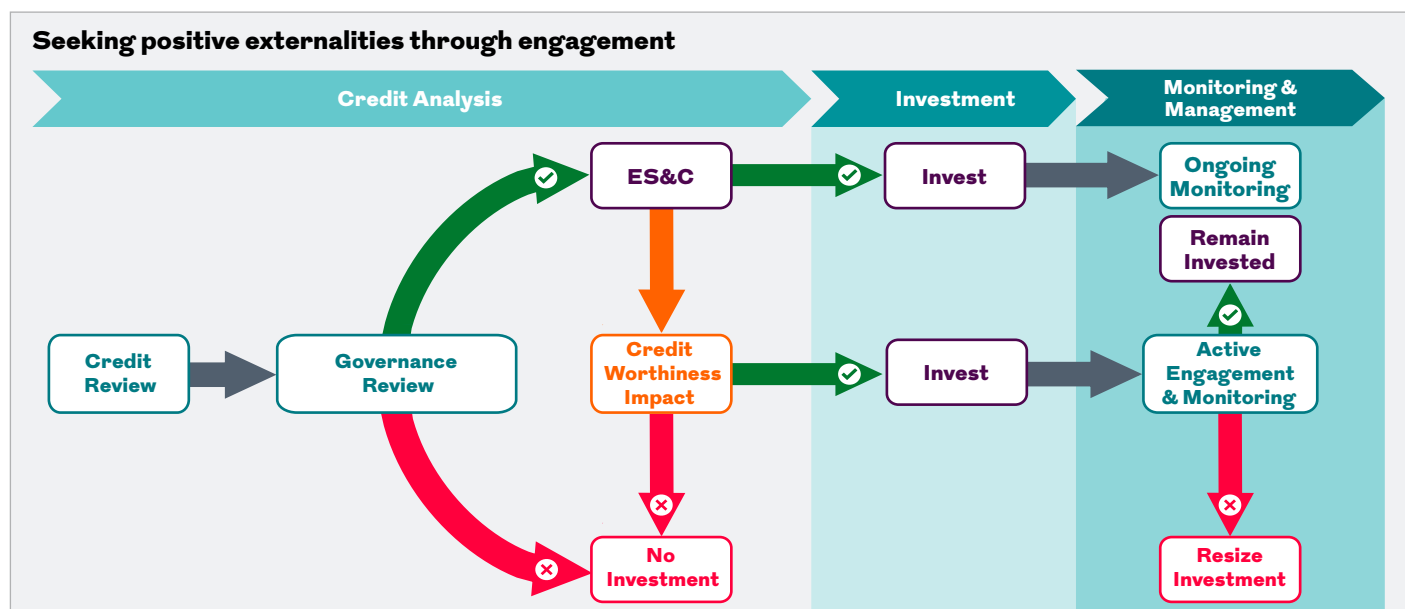 Seeking positive externalities through engagement
Credit Analysis
Investment
Monitoring &
Management
ES&C
Invest
Ongoing
Monitoring
Remain
Invested
Credit
Review
Governance
Review
Credit
Worthiness
Impact
Invest
Active
Engagement
& Monitoring
No
Investment
Resize
Investment